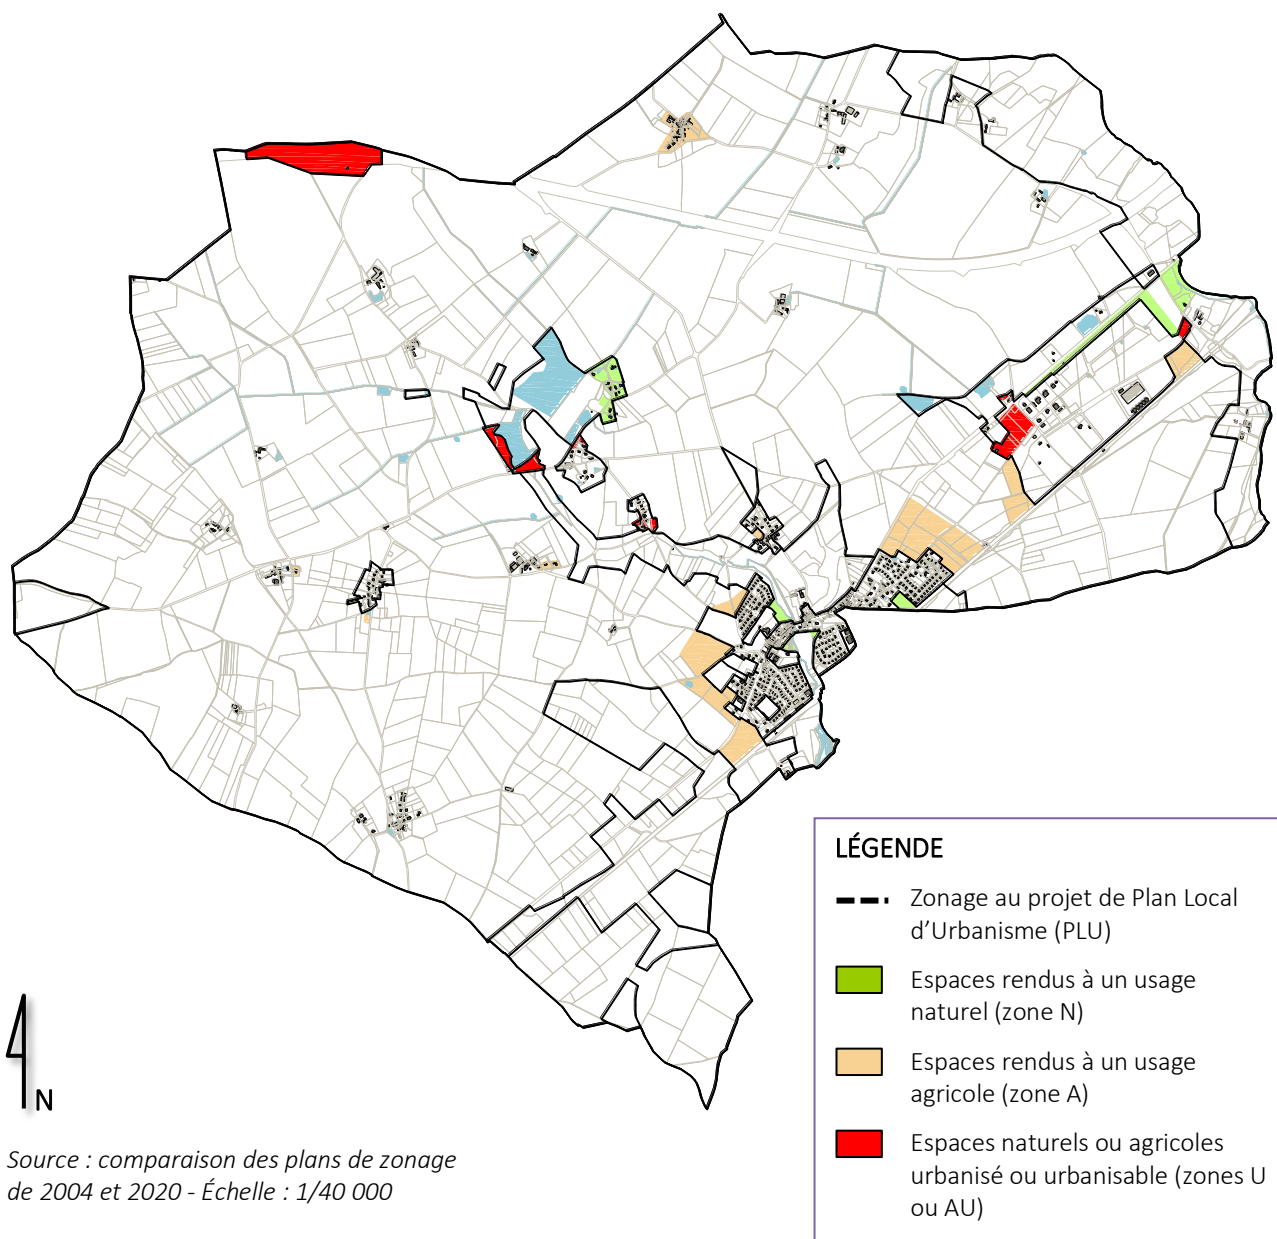 LÉGENDE
Zonage au projet de Plan Local
d'Urbanisme (PLU)
Espaces rendus à un usage
naturel (zone N)
Espaces rendus à un usage
agricole (zone A)
Espaces naturels ou agricoles
urbanisé ou urbanisable (zones U
ou AU)
N
Source : comparaison des plans de zonage
de 2004 et 2020 - Échelle : 1/40 000